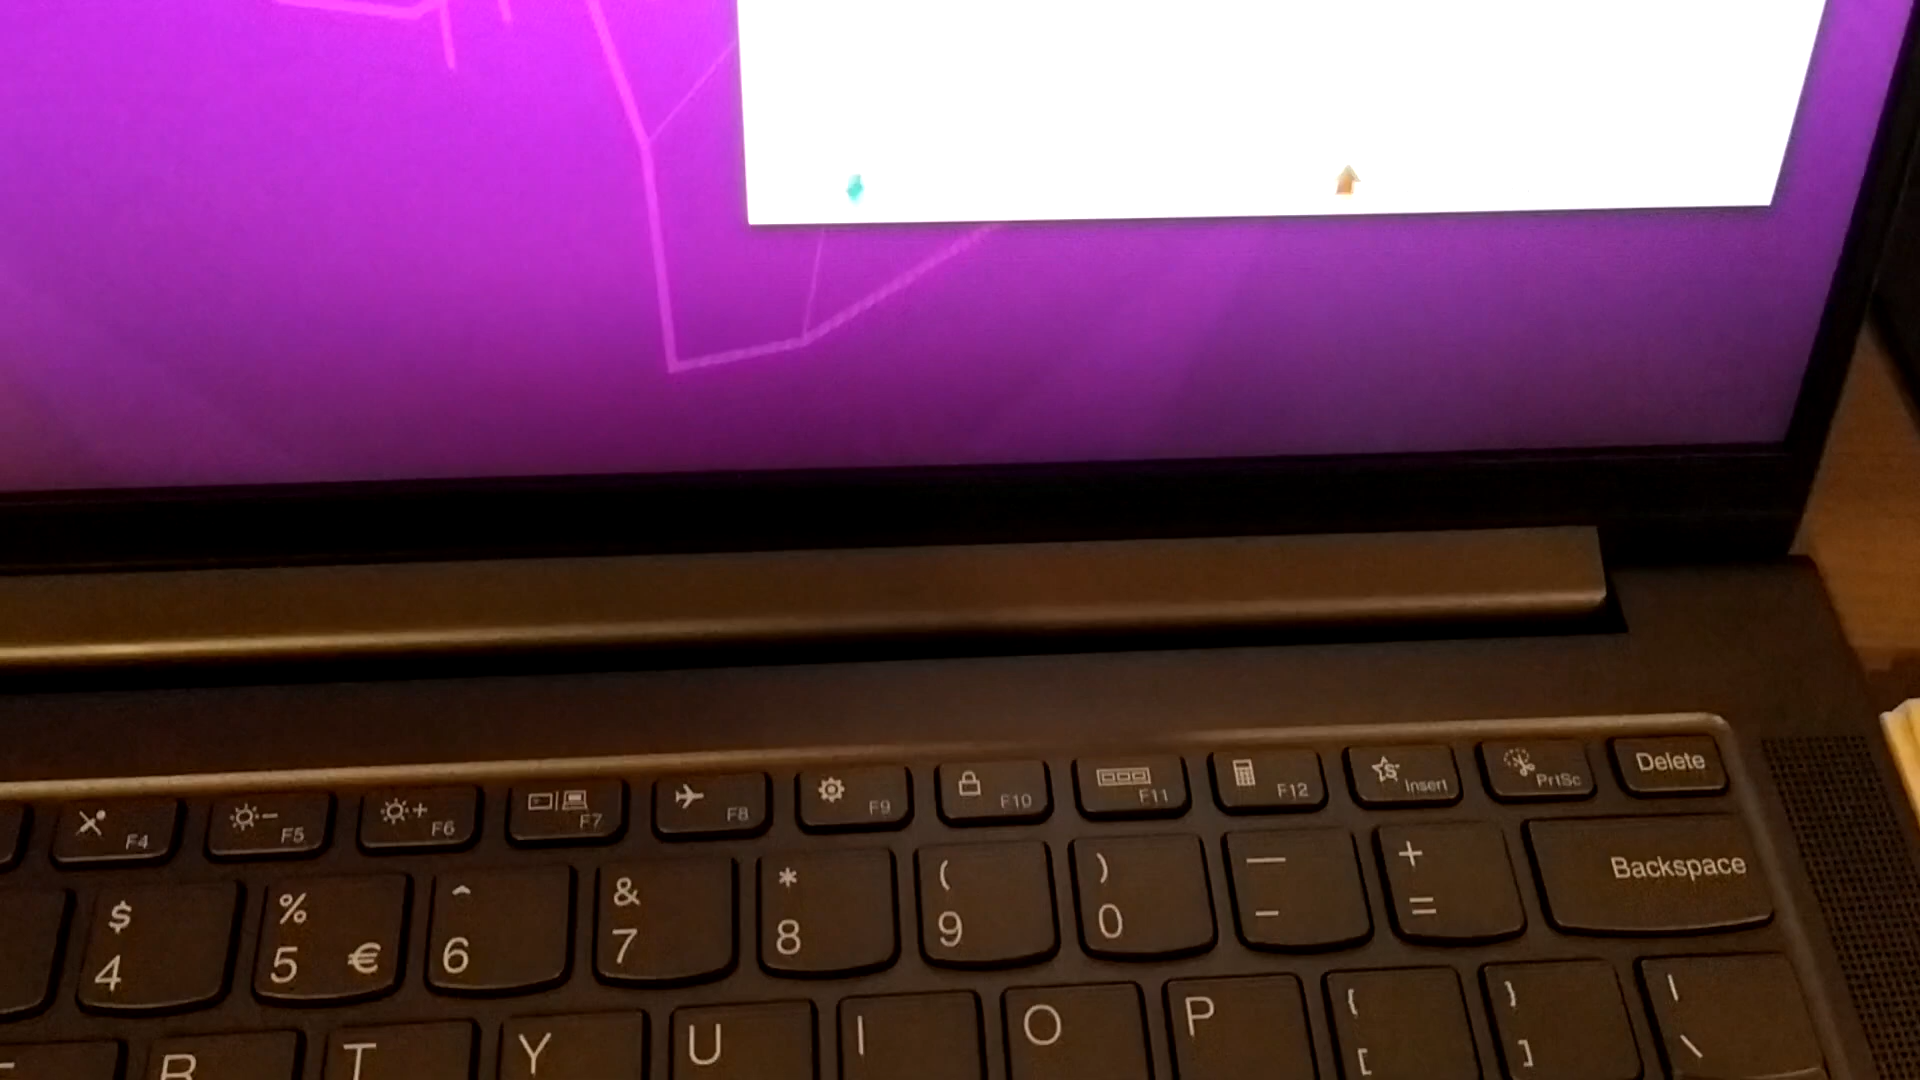 F4 F5 F6 F7 F8 F9 F10 F11 F12 Insert PrtSc Delete
$ % ^ & * ( ) — + Backspace
4 5 € 6 7 8 9 0 - =
R T Y U I O P { } |
[ ] \